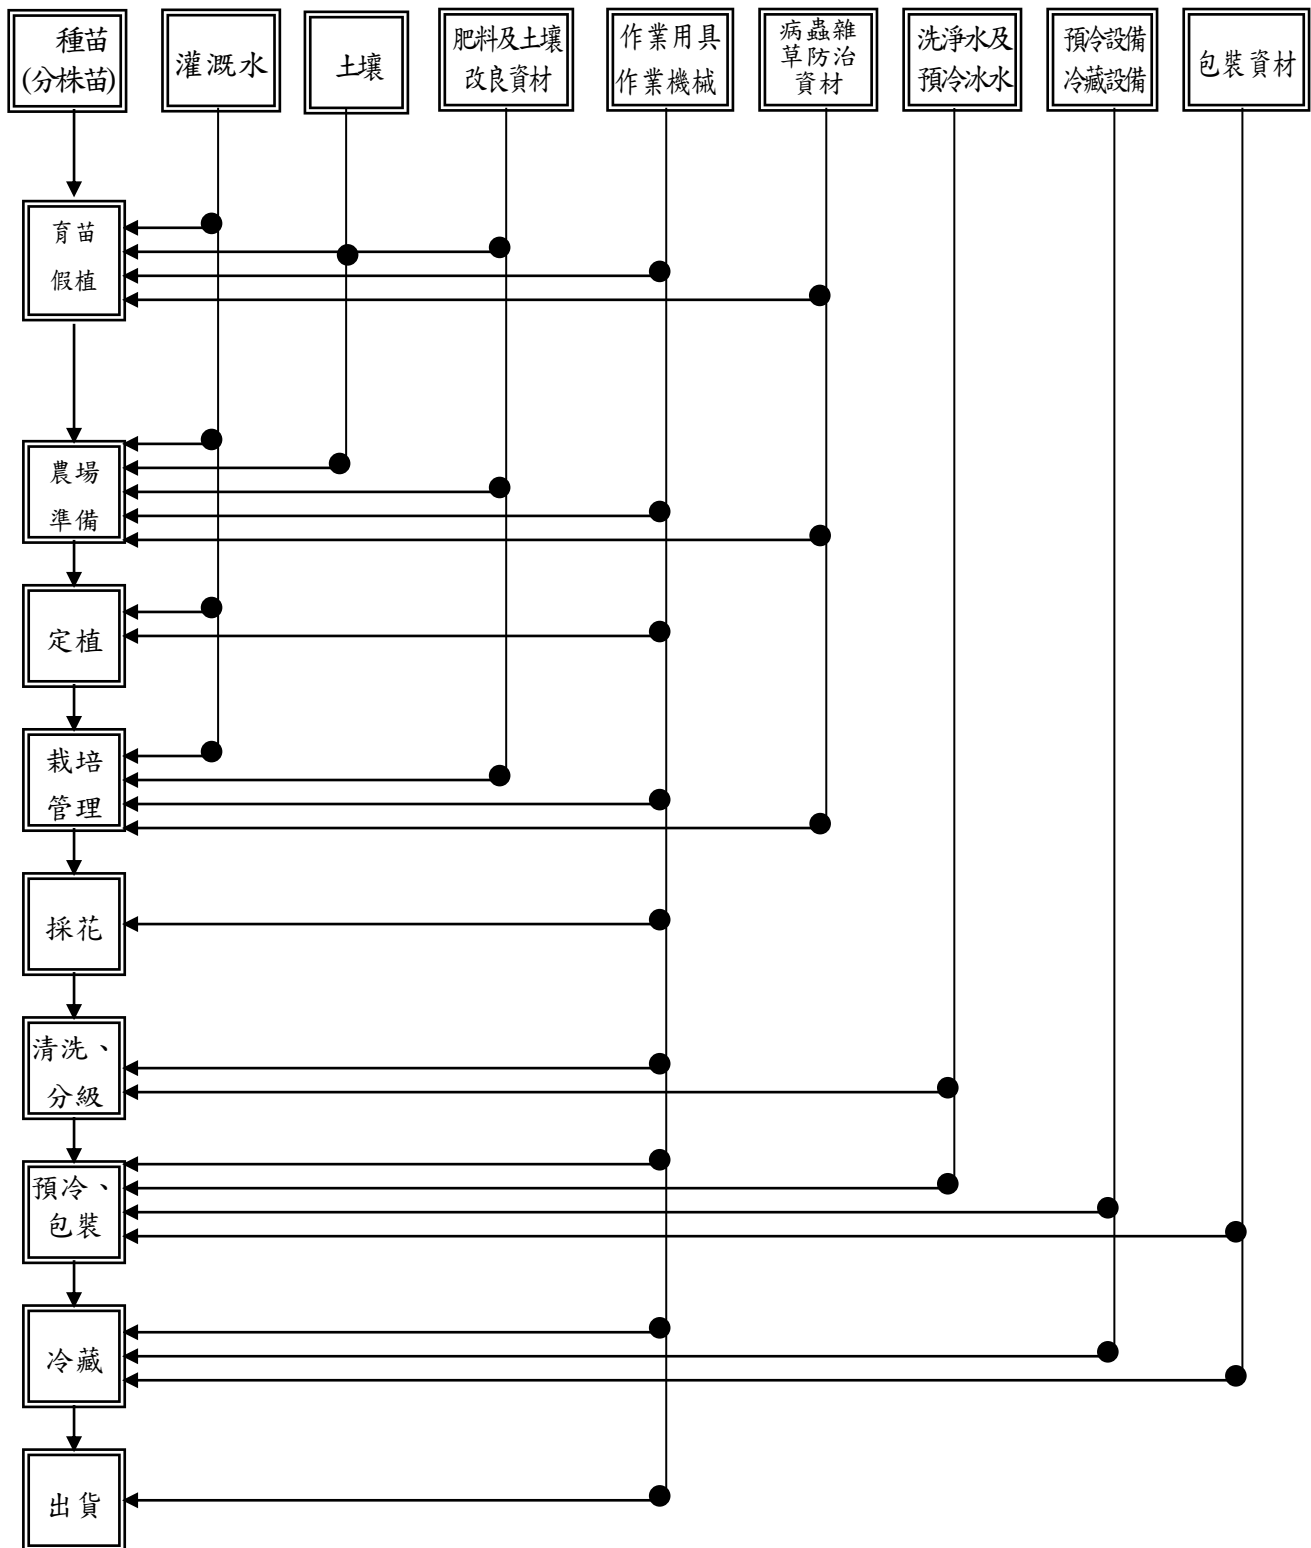 種苗
(分株苗)
灌溉水
土壤
肥料及土壤
改良資材
作業用具
作業機械
病蟲雜
草防治
資材
洗淨水及
預冷冰水
預冷設備
冷藏設備
包裝資材
育苗
假植
農場
準備
定植
栽培
管理
採花
清洗、
分級
預冷、
包裝
冷藏
出貨